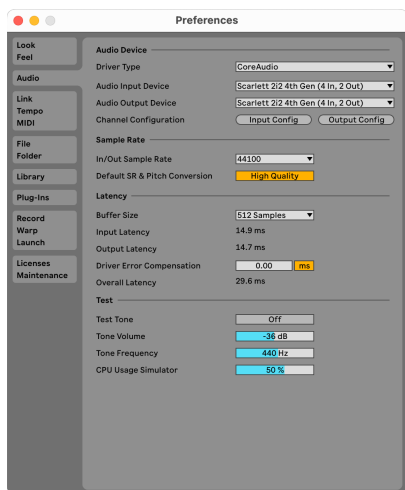 Preferences
Look
Feel
Audio
Link
Tempo
MIDI
File
Folder
Library
Plug-Ins
Record
Warp
Launch
Licenses
Maintenance
Audio Device
Driver Type CoreAudio
Audio Input Device Scarlett 2i2 4th Gen (4 In, 2 Out)
Audio Output Device Scarlett 2i2 4th Gen (4 In, 2 Out)
Channel Configuration Input Config Output Config
Sample Rate
In/Out Sample Rate 44100
Default SR & Pitch Conversion High Quality
Latency
Buffer Size 512 Samples
Input Latency 14.9 ms
Output Latency 14.7 ms
Driver Error Compensation 0.00 ms
Overall Latency 29.6 ms
Test
Test Tone Off
Tone Volume -36 dB
Tone Frequency 440 Hz
CPU Usage Simulator 50 %